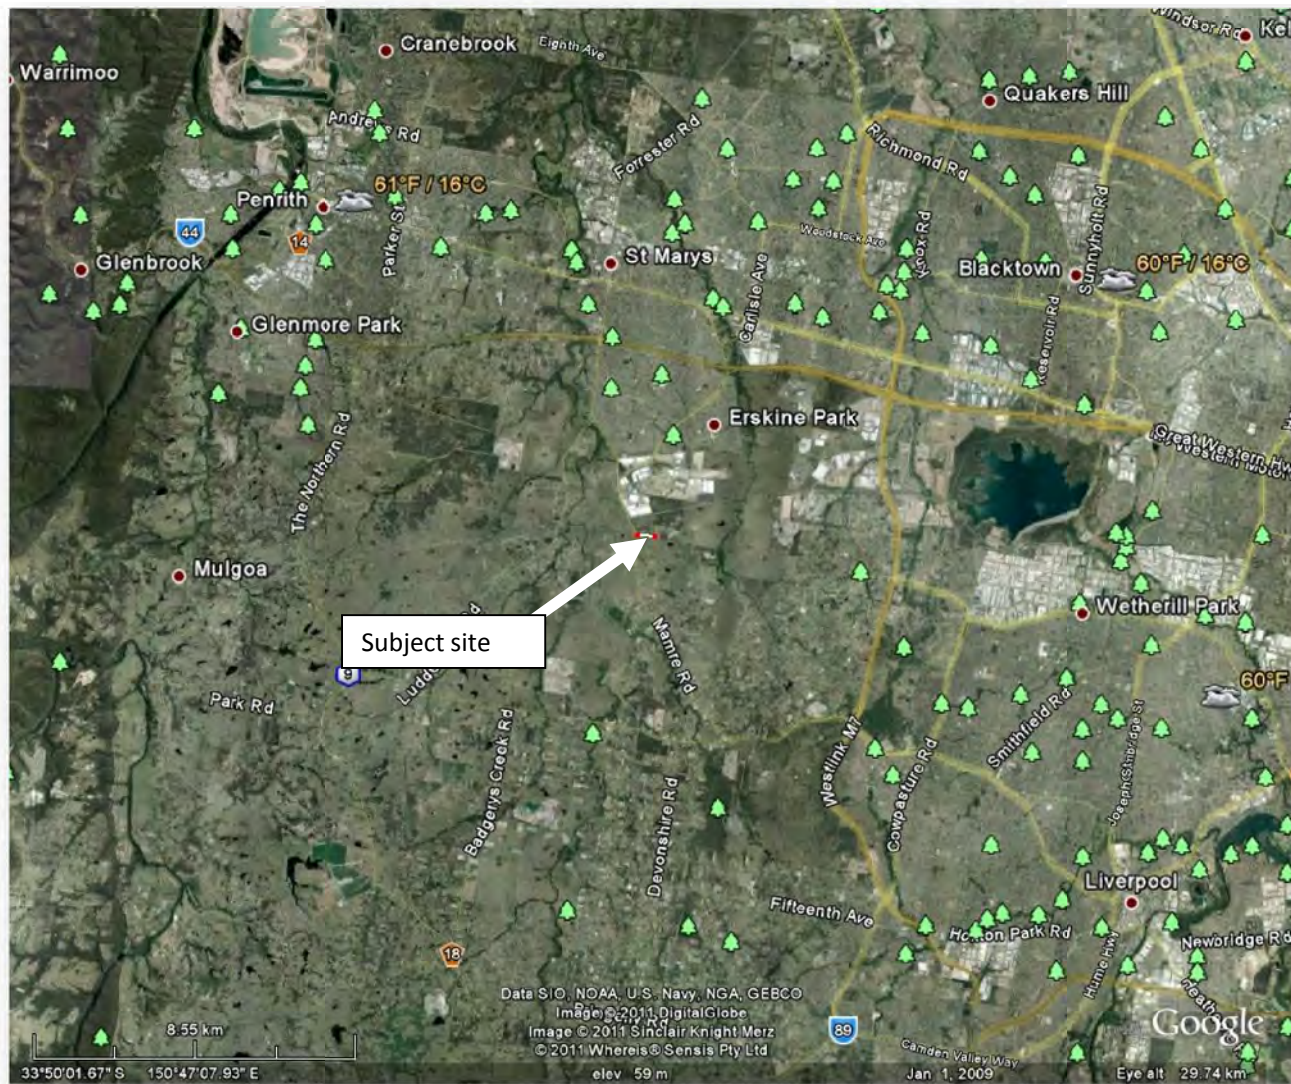 Windsor Rd
Cranebrook
Eighth Ave
Warrimoo
Quakers Hill
Andrews Rd
Forrester Rd
Richmond Rd
61°F / 16°C
Penrith
44
14
Parker St
Knox Rd
Sunnyholt Rd
Woodstock Ave
Glenbrook
St Marys
Blacktown
60°F / 16°C
Carlisle Ave
Glenmore Park
Reservoir Rd
Erskine Park
Great Western Hw
The Northern Rd
Mulgoa
Wetherill Park
Subject site
Mamre Rd
9
60°F
Park Rd
Smithfield Rd
Badgerys Creek Rd
Westlink M7
Cowpasture Rd
Devonshire Rd
Liverpool
Fifteenth Ave
Hoxton Park Rd
Newbridge Rd
18
Hume Hwy
Data SIO, NOAA, U.S. Navy, NGA, GEBCO
Image © 2011 DigitalGlobe
Image © 2011 Sinclair Knight Merz
© 2011 Whereis® Sensis Pty Ltd
89
Google
8.55 km
Camden Valley Way
33°50'01.67" S 150°47'07.93" E
elev 59 m
Jan 1, 2009
Eye alt 29.74 km